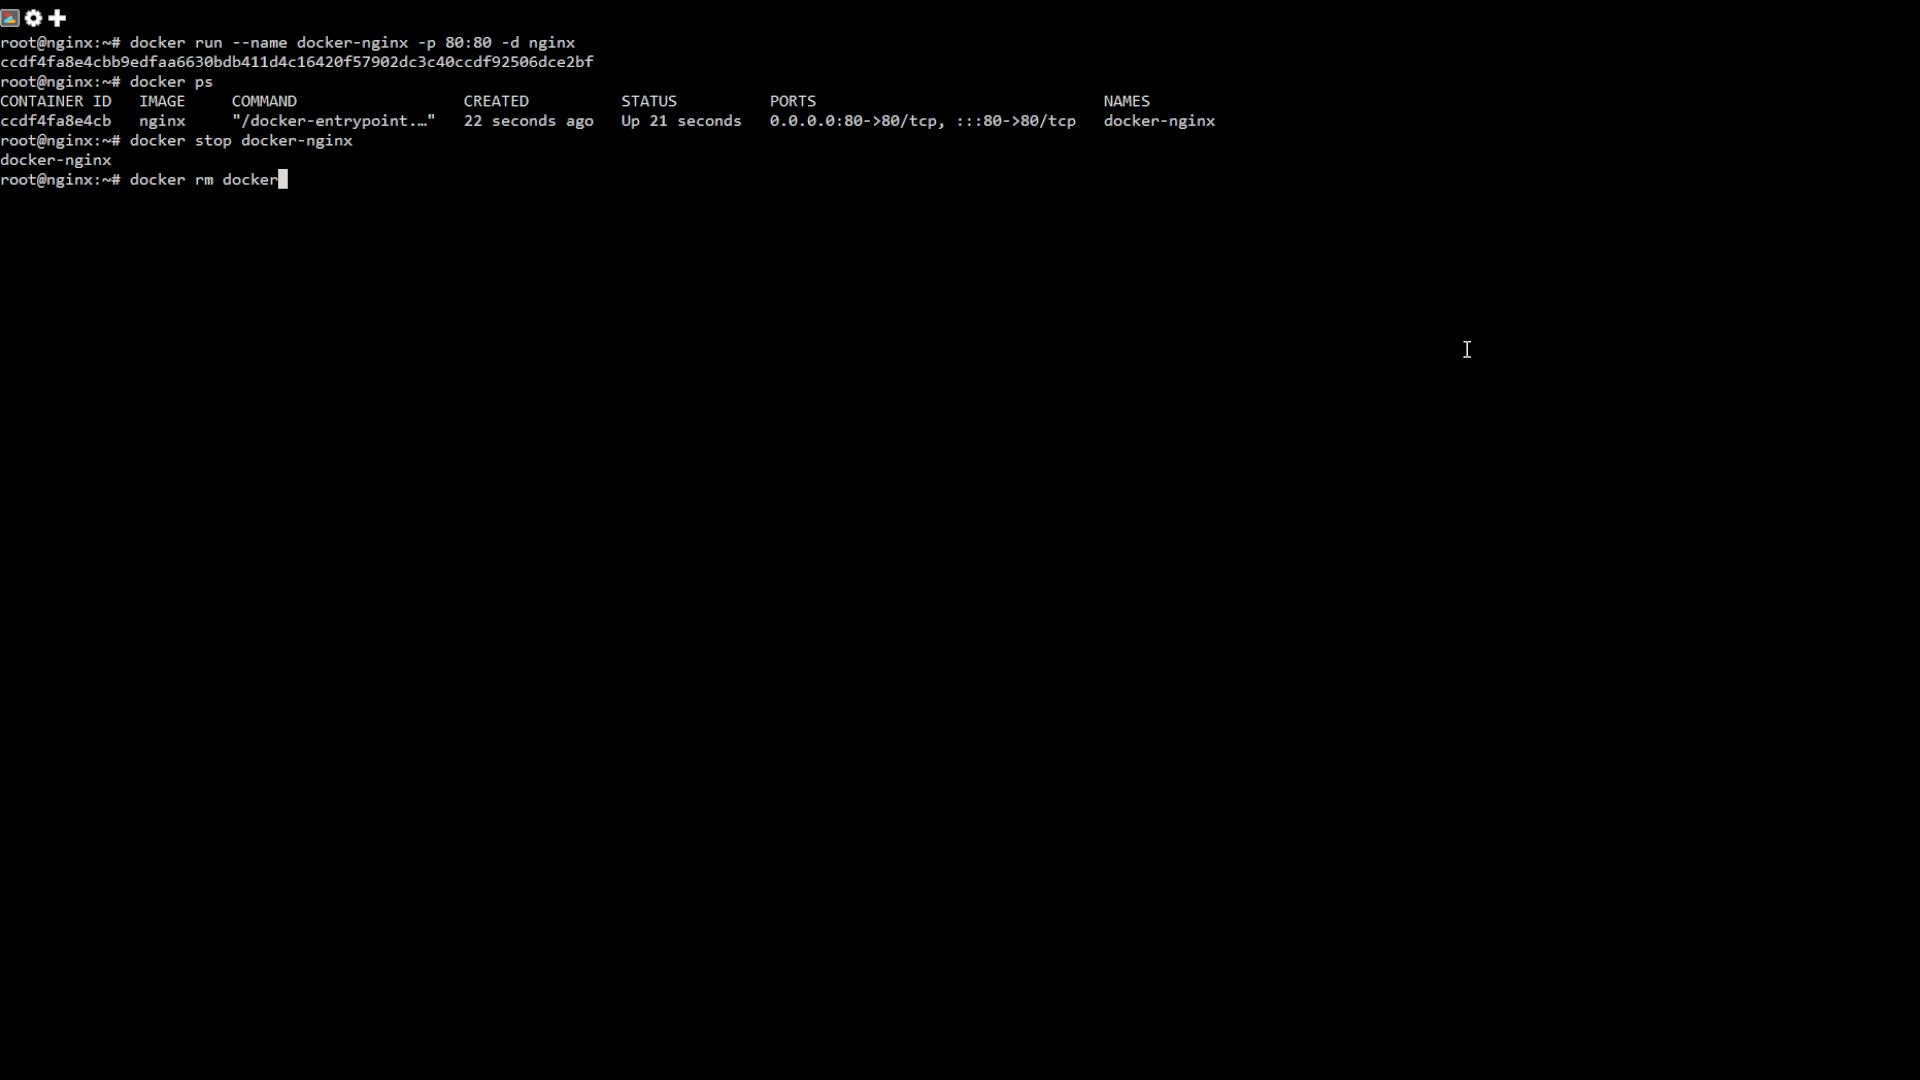 root@nginx:~# docker run --name docker-nginx -p 80:80 -d nginx
ccdf4fa8e4cbb9edfaa6630bdb411d4c16420f57902dc3c40ccdf92506dce2bf
root@nginx:~# docker ps
CONTAINER ID   IMAGE     COMMAND                  CREATED          STATUS          PORTS                               NAMES
ccdf4fa8e4cb   nginx     "/docker-entrypoint.…"   22 seconds ago   Up 21 seconds   0.0.0.0:80->80/tcp, :::80->80/tcp   docker-nginx
root@nginx:~# docker stop docker-nginx
docker-nginx
root@nginx:~# docker rm docker